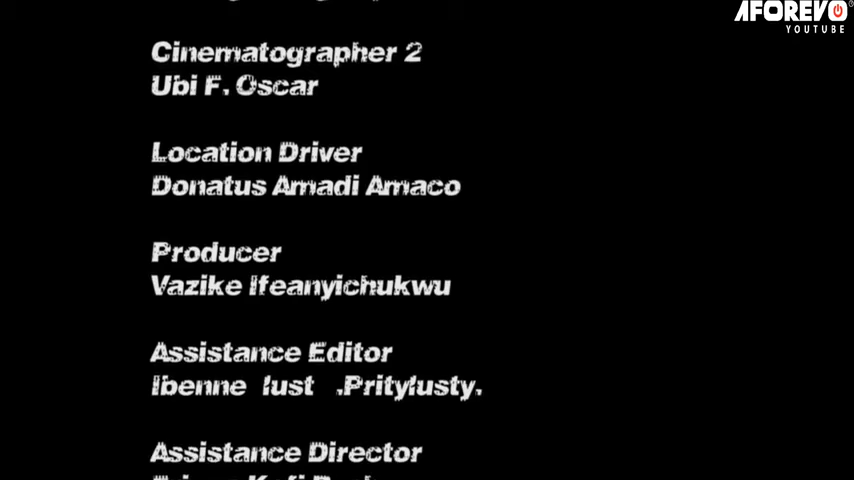 AFOREVO
YOUTUBE
Cinematographer 2
Ubi F. Oscar
Location Driver
Donatus Amadi Amaco
Producer
Vazike Ifeanyichukwu
Assistance Editor
Ibenne lust .Pritylusty.
Assistance Director